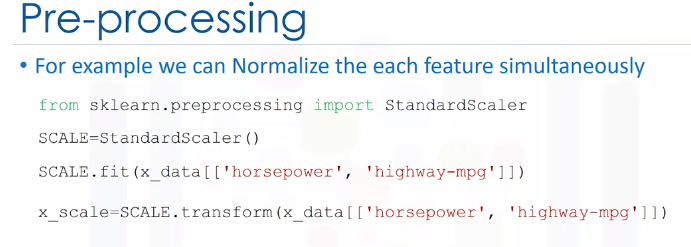 Pre-processing
• For example we can Normalize the each feature simultaneously
from sklearn.preprocessing import StandardScaler
SCALE=StandardScaler()
SCALE.fit(x_data[['horsepower', 'highway-mpg']])
x_scale=SCALE.transform(x_data[['horsepower', 'highway-mpg']])